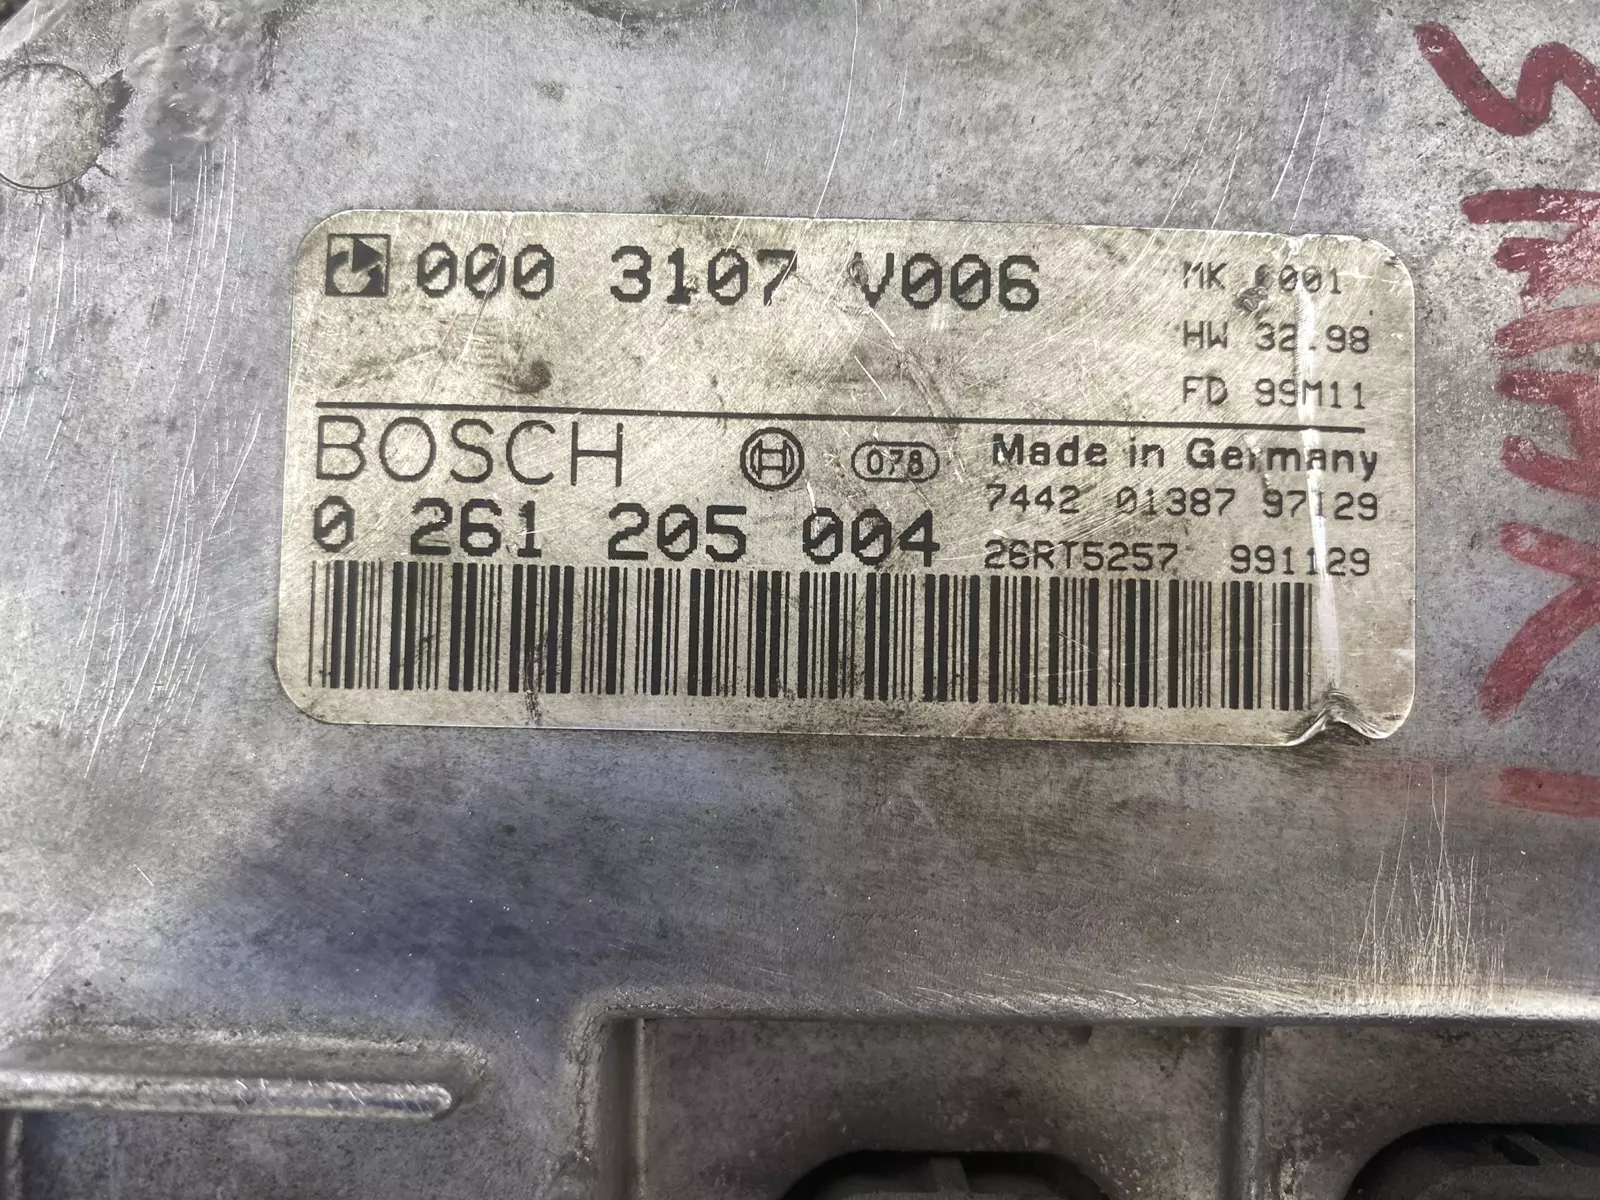 000 3107 V006
MK 001
HW 32.98
FD 99M11
BOSCH
078
Made in Germany
0 261 205 004
7442 01387 97129
26RT5257 991129